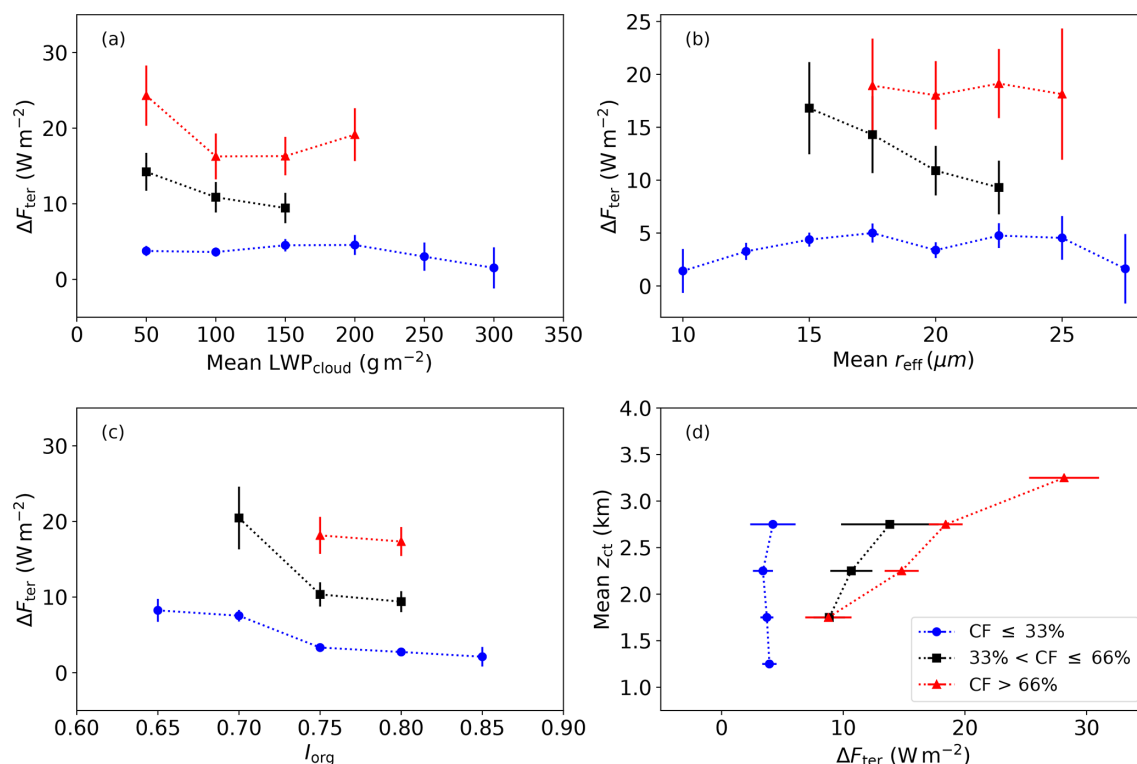 (a)
30
20
10
0
ΔF_ter (W m⁻²)
50 100 150 200 250 300 350
Mean LWP_cloud (g m⁻²)
(b)
25
20
15
10
5
0
ΔF_ter (W m⁻²)
10 15 20 25
Mean r_eff (μm)
(c)
30
20
10
0
ΔF_ter (W m⁻²)
0.60 0.65 0.70 0.75 0.80 0.85 0.90
I_org
(d)
4.0
3.5
3.0
2.5
2.0
1.5
1.0
Mean z_ct (km)
CF ≤ 33%
33% < CF ≤ 66%
CF > 66%
0 10 20 30
ΔF_ter (W m⁻²)